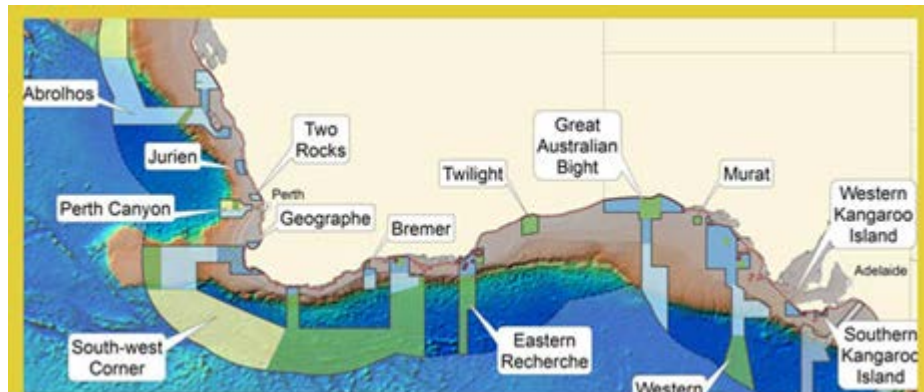 Abrolhos
Two
Rocks
Jurien
Perth
Perth Canyon
Geographe
Bremer
Twilight
Great
Australian
Bight
Murat
Western
Kangaroo
Island
Adelaide
South-west
Corner
Eastern
Recherche
Western
Southern
Kangaroo
Island